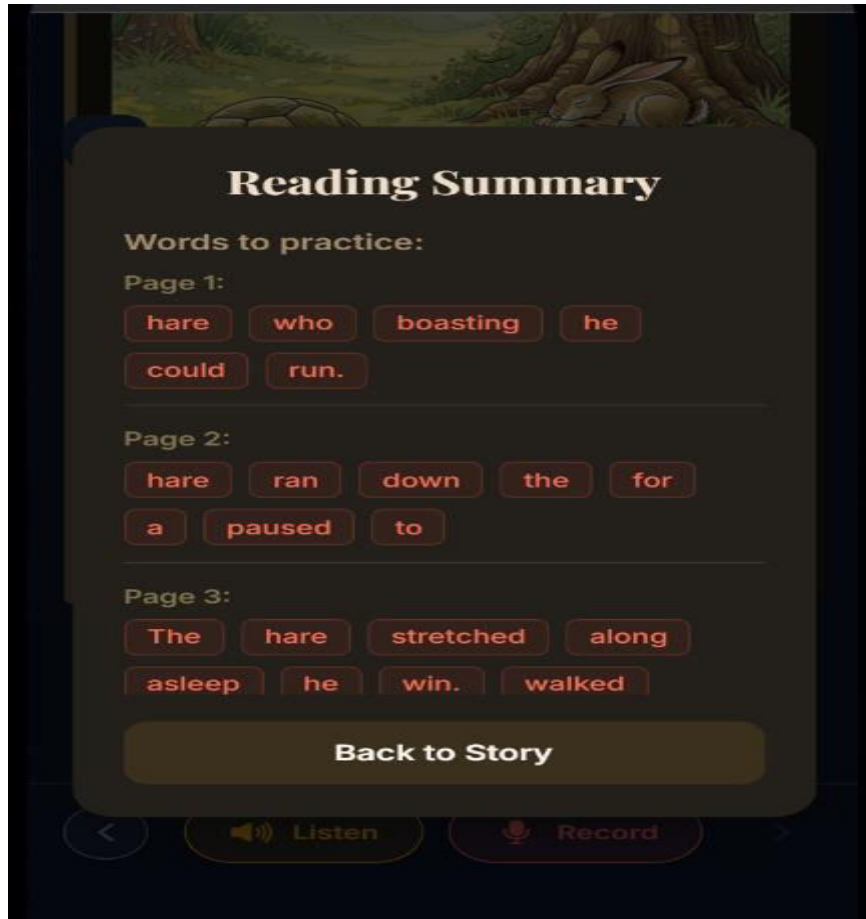 Reading Summary
Words to practice:
Page 1:
hare who boasting he
could run.
Page 2:
hare ran down the for
a paused to
Page 3:
The hare stretched along
asleep he win. walked
Back to Story
Listen Record